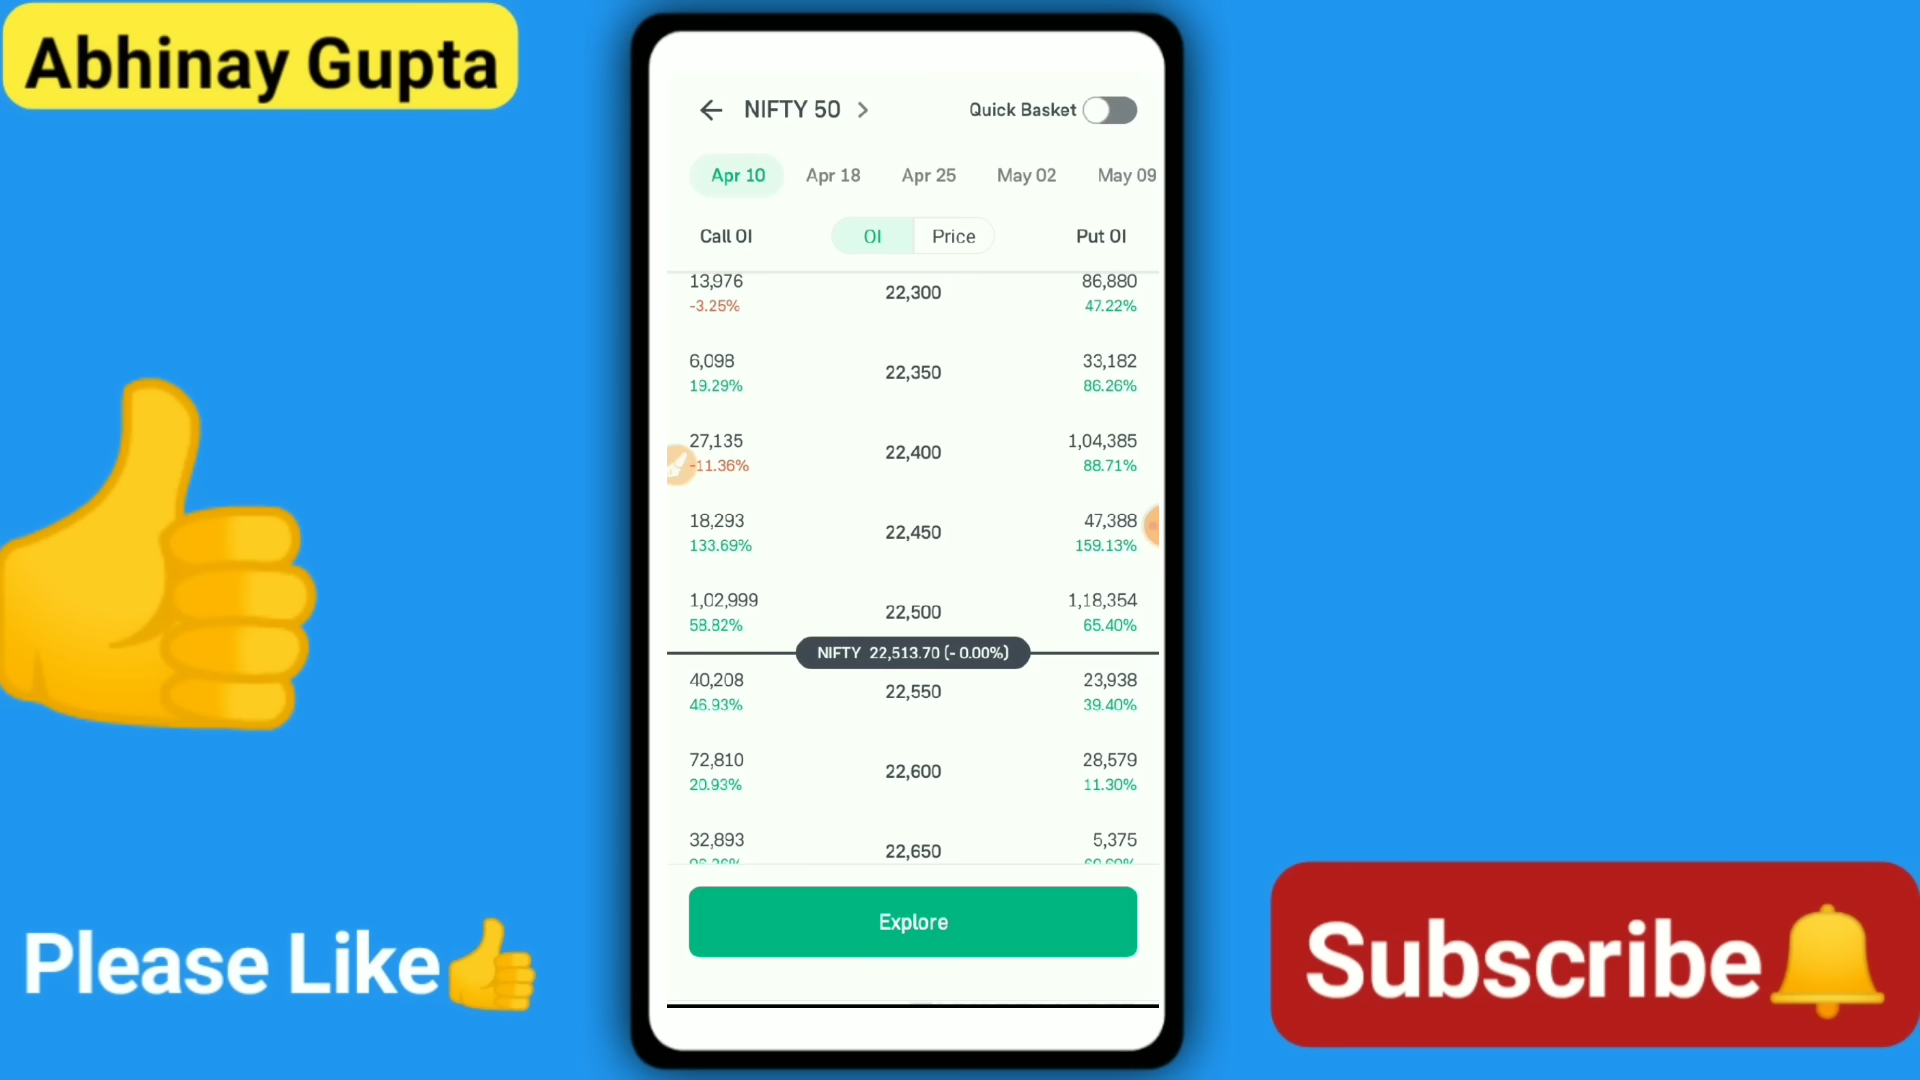 Abhinay Gupta
NIFTY 50
Quick Basket
Apr 10 Apr 18 Apr 25 May 02 May 09
Call OI OI Price Put OI
13,976 22,300 86,880
-3.25% 47.22%
6,098 22,350 33,182
19.29% 86.26%
27,135 22,400 1,04,385
-11.36% 88.71%
18,293 22,450 47,388
133.69% 159.13%
1,02,999 22,500 1,18,354
58.82% 65.40%
NIFTY 22,513.70 (- 0.00%)
40,208 22,550 23,938
46.93% 39.40%
72,810 22,600 28,579
20.93% 11.30%
32,893 22,650 5,375
Explore
Please Like
Subscribe